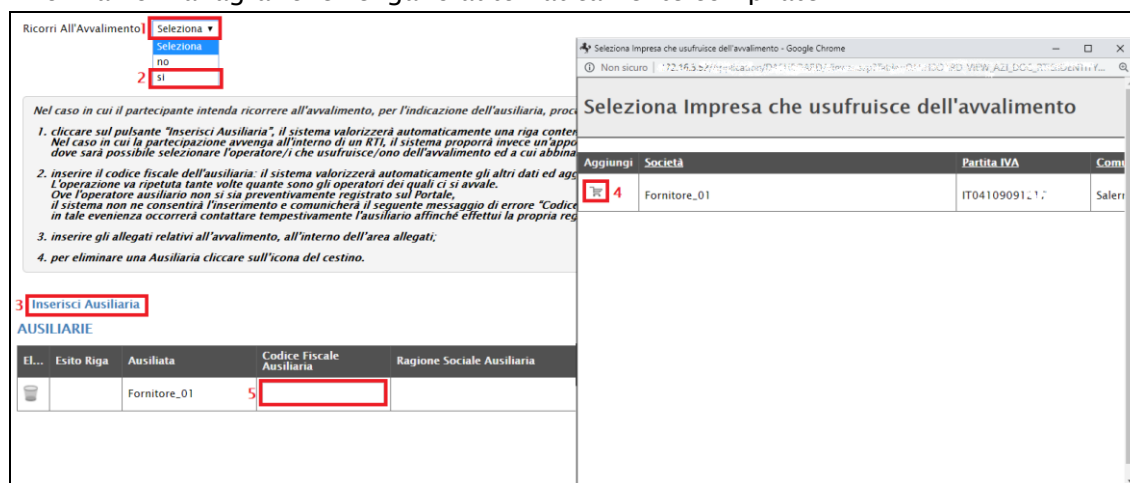 Ricorri All'Avvalimento 1 Seleziona
Seleziona
no
2 si
Nel caso in cui il partecipante intenda ricorrere all'avvalimento, per l'indicazione dell'ausiliaria, proc
1. cliccare sul pulsante "Inserisci Ausiliaria", il sistema valorizzerà automaticamente una riga conten
Nel caso in cui la partecipazione avvenga all'interno di un RTI, il sistema proporrà invece un'appo
dove sarà possibile selezionare l'operatore/i che usufruisce/ono dell'avvalimento ed a cui abbina
2. inserire il codice fiscale dell'ausiliaria: il sistema valorizzerà automaticamente gli altri dati ed agg
L'operazione va ripetuta tante volte quante sono gli operatori dei quali ci si avvale.
Ove l'operatore ausiliario non si sia preventivamente registrato sul Portale,
il sistema non ne consentirà l'inserimento e comunicherà il seguente messaggio di errore "Codice
in tale evenienza occorrerà contattare tempestivamente l'ausiliario affinché effettui la propria reg
3. inserire gli allegati relativi all'avvalimento, all'interno dell'area allegati;
4. per eliminare una Ausiliaria cliccare sull'icona del cestino.
3 Inserisci Ausiliaria
AUSILIARIE
El... Esito Riga Ausiliata Codice Fiscale Ausiliaria Ragione Sociale Ausiliaria
Fornitore_01 5
Seleziona Impresa che usufruisce dell'avvalimento - Google Chrome
Non sicuro
Seleziona Impresa che usufruisce dell'avvalimento
Aggiungi Società Partita IVA Comu
4 Fornitore_01 Salern